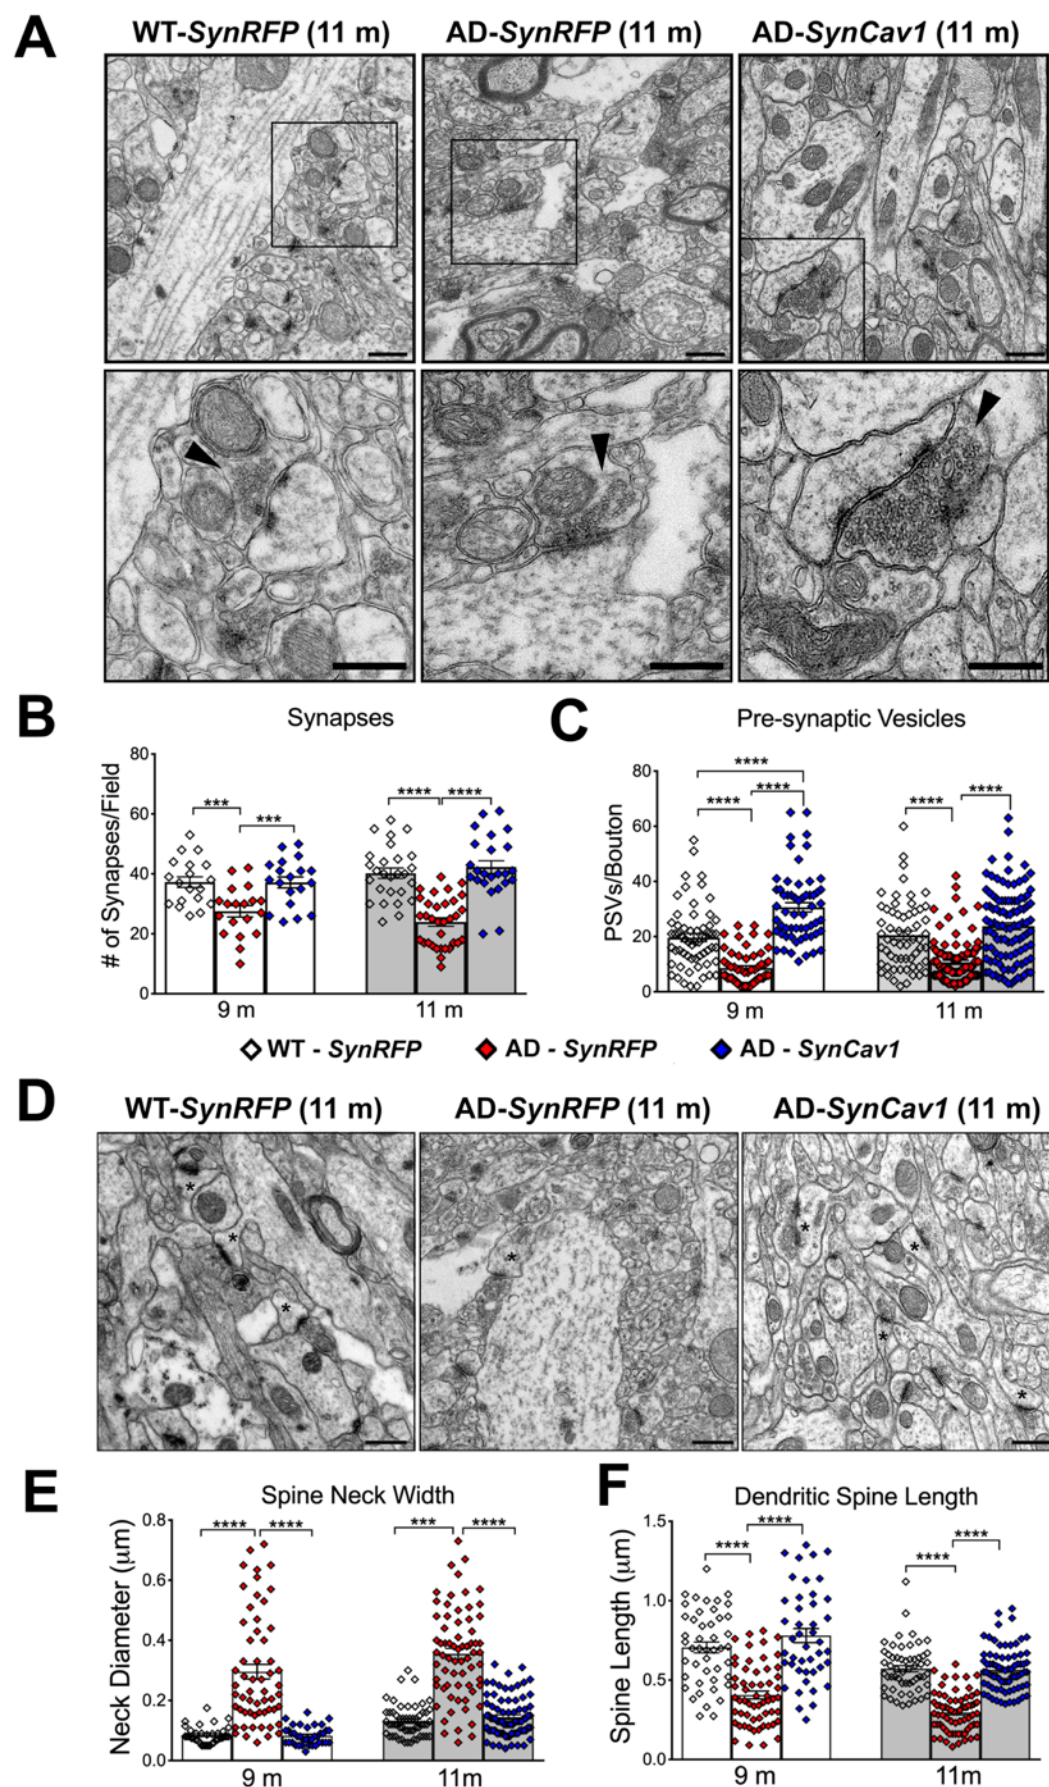 A
WT-SynRFP (11 m)
AD-SynRFP (11 m)
AD-SynCav1 (11 m)
B
Synapses
# of Synapses/Field
80
60
40
20
0
***
***
****
****
9 m
11 m
C
Pre-synaptic Vesicles
PSVs/Bouton
80
60
40
20
0
****
****
****
****
****
9 m
11 m
WT - SynRFP
AD - SynRFP
AD - SynCav1
D
WT-SynRFP (11 m)
AD-SynRFP (11 m)
AD-SynCav1 (11 m)
*
*
*
*
*
*
*
*
E
Spine Neck Width
Neck Diameter (μm)
0.8
0.6
0.4
0.2
0.0
****
****
***
****
9 m
11m
F
Dendritic Spine Length
Spine Length (μm)
1.5
1.0
0.5
0.0
****
****
****
****
9 m
11m